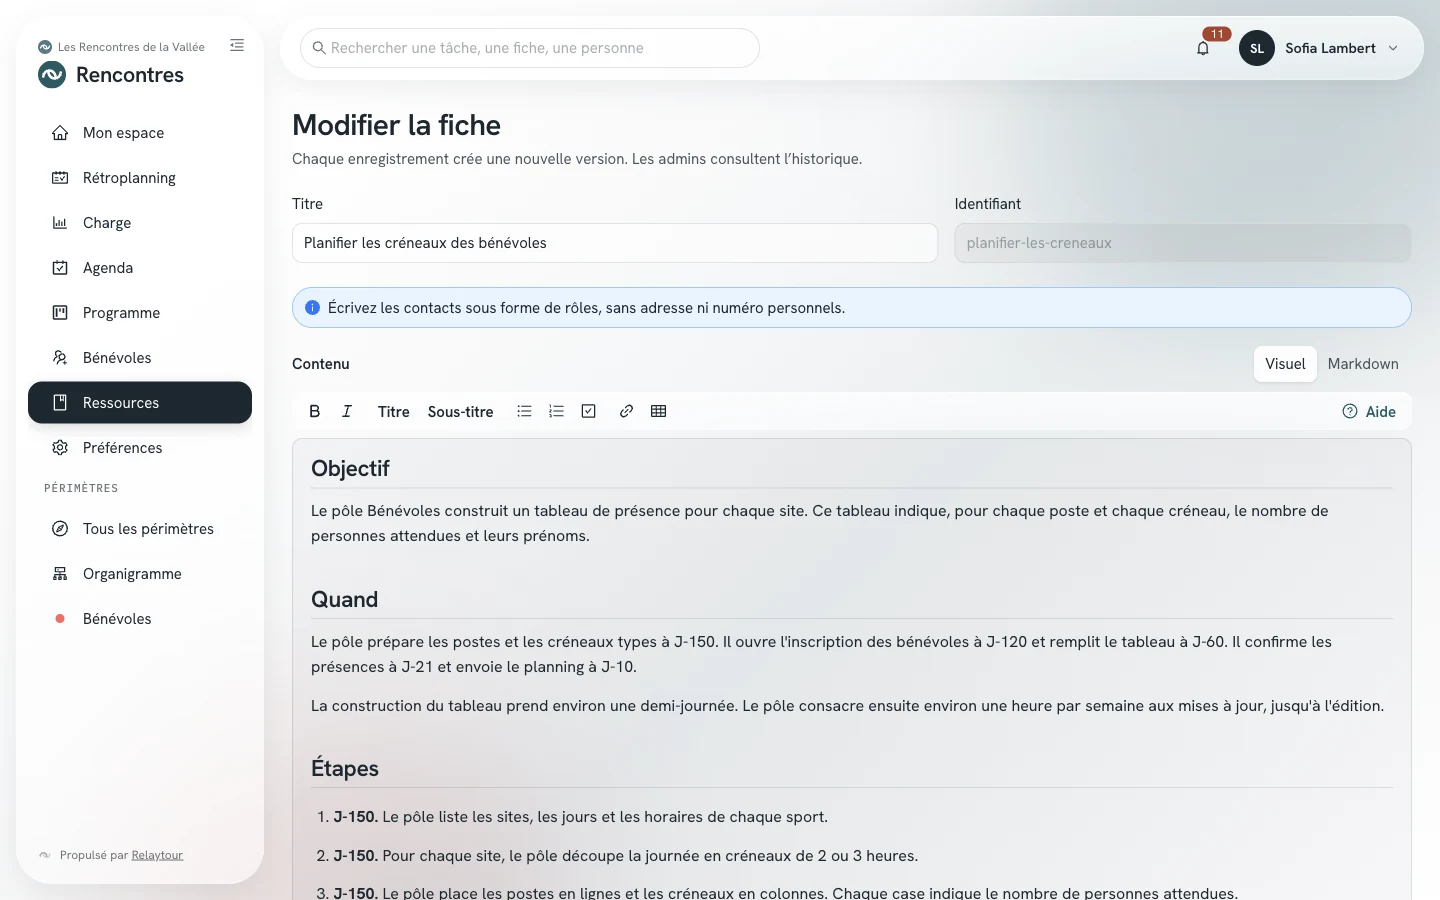 Les Rencontres de la Vallée
Rencontres
Mon espace
Rétroplanning
Charge
Agenda
Programme
Bénévoles
Ressources
Préférences
PÉRIMÈTRES
Tous les périmètres
Organigramme
Bénévoles
Propulsé par Relaytour
Rechercher une tâche, une fiche, une personne
11
SL
Sofia Lambert
Modifier la fiche
Chaque enregistrement crée une nouvelle version. Les admins consultent l’historique.
Titre
Identifiant
Planifier les créneaux des bénévoles
planifier-les-creneaux
Écrivez les contacts sous forme de rôles, sans adresse ni numéro personnels.
Contenu
Visuel
Markdown
B I Titre Sous-titre
Aide
Objectif
Le pôle Bénévoles construit un tableau de présence pour chaque site. Ce tableau indique, pour chaque poste et chaque créneau, le nombre de
personnes attendues et leurs prénoms.
Quand
Le pôle prépare les postes et les créneaux types à J-150. Il ouvre l'inscription des bénévoles à J-120 et remplit le tableau à J-60. Il confirme les
présences à J-21 et envoie le planning à J-10.
La construction du tableau prend environ une demi-journée. Le pôle consacre ensuite environ une heure par semaine aux mises à jour, jusqu'à l'édition.
Étapes
1. J-150. Le pôle liste les sites, les jours et les horaires de chaque sport.
2. J-150. Pour chaque site, le pôle découpe la journée en créneaux de 2 ou 3 heures.
3. J-150. Le pôle place les postes en lignes et les créneaux en colonnes. Chaque case indique le nombre de personnes attendues.